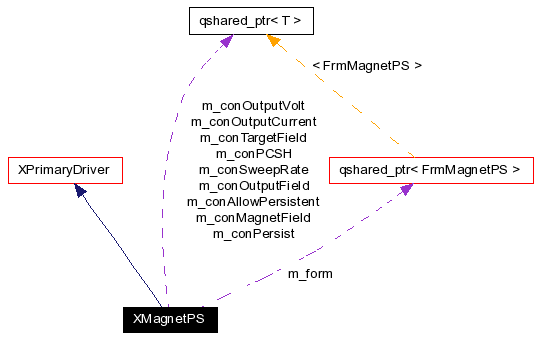 qshared_ptr< T >
< FrmMagnetPS >
m_conOutputVolt
m_conOutputCurrent
m_conTargetField
m_conPCSH
m_conSweepRate
m_conOutputField
m_conAllowPersistent
m_conMagnetField
m_conPersist
XPrimaryDriver
qshared_ptr< FrmMagnetPS >
m_form
XMagnetPS